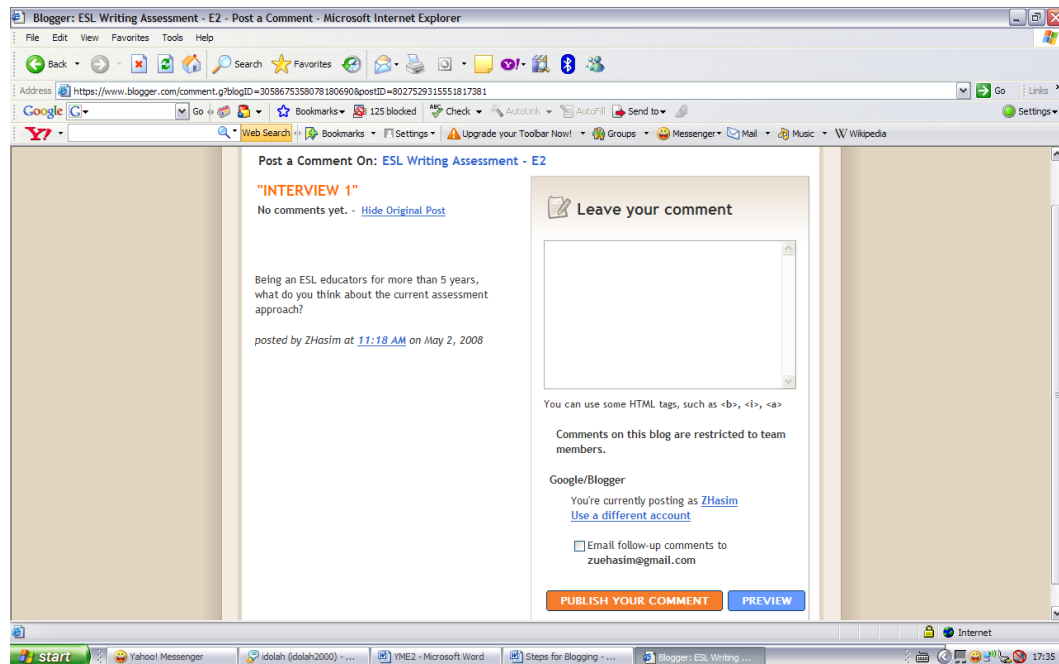 Blogger: ESL Writing Assessment - E2 - Post a Comment - Microsoft Internet Explorer
File Edit View Favorites Tools Help
Back Search Favorites
Address https://www.blogger.com/comment.g?blogID=3058675358078180690&postID=8027529315551817381 Go Links
Google G Go Bookmarks 125 blocked ABC Check AutoLink AutoFill Send to Settings
Y7 Web Search Bookmarks Settings Upgrade your Toolbar Now! Groups Messenger Mail Music W Wikipedia
Post a Comment On: ESL Writing Assessment - E2
"INTERVIEW 1"
No comments yet. - Hide Original Post
Being an ESL educators for more than 5 years,
what do you think about the current assessment
approach?
posted by ZHasim at 11:18 AM on May 2, 2008
Leave your comment
You can use some HTML tags, such as <b>, <i>, <a>
Comments on this blog are restricted to team
members.
Google/Blogger
You're currently posting as ZHasim
Use a different account
Email follow-up comments to
zuehasim@gmail.com
PUBLISH YOUR COMMENT PREVIEW
Internet
start Yahoo! Messenger idolah (idolah2000) - ... YME2 - Microsoft Word Steps for Blogging - ... Blogger: ESL Writing ... 17:35